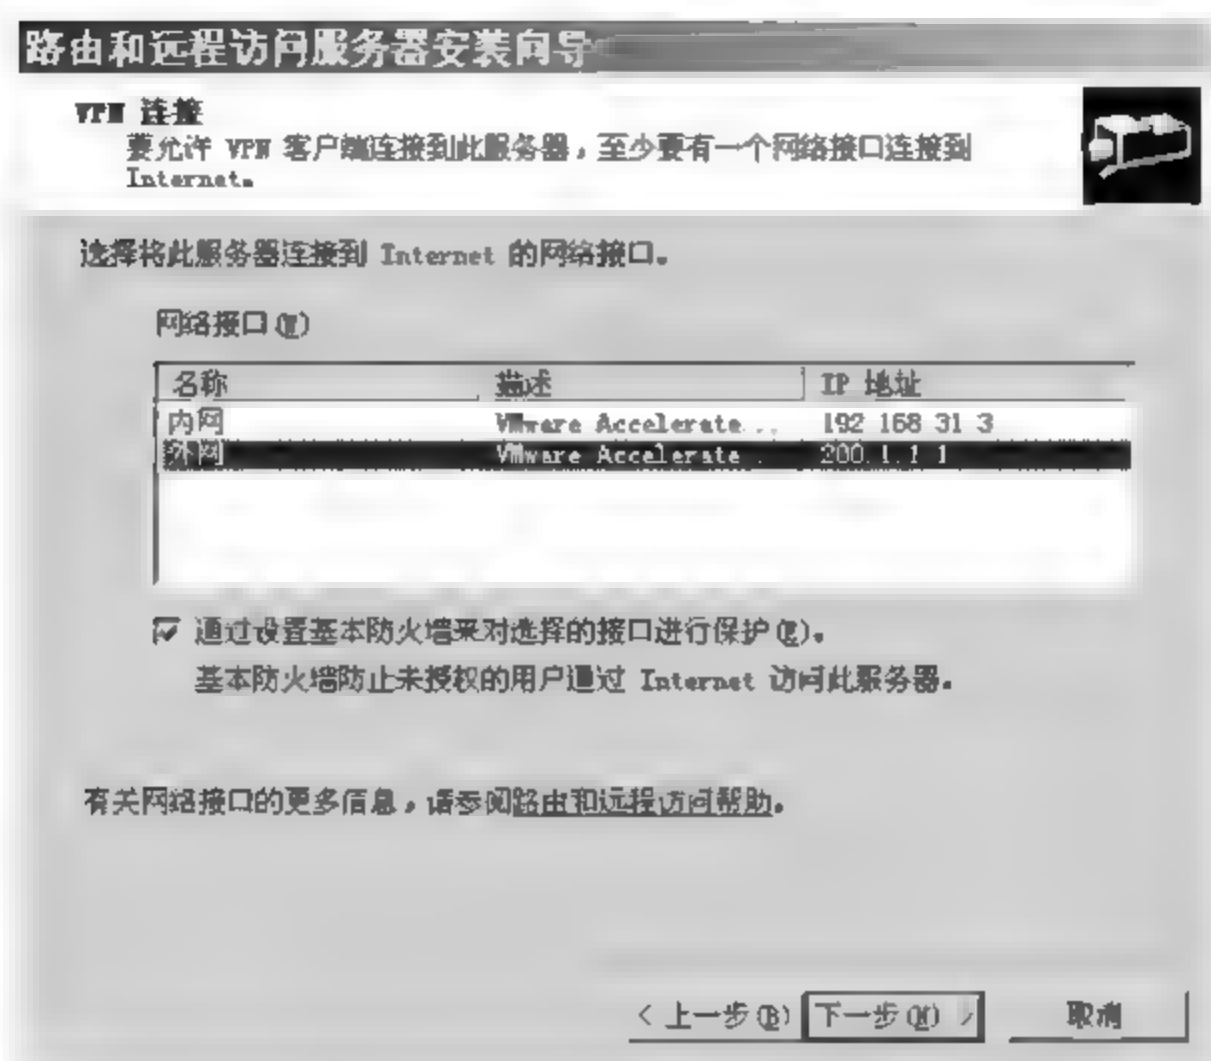 路由和远程访问服务器安装向导
VPN 连接
要允许 VPN 客户端连接到此服务器，至少要有一个网络接口连接到
Internet。
选择将此服务器连接到 Internet 的网络接口。
网络接口(W)
名称 描述 IP 地址
内网 VMware Accelerate... 192 168 31 3
外网 VMware Accelerate.. 200.1.1 1
通过设置基本防火墙来对选择的接口进行保护(E)。
基本防火墙防止未授权的用户通过 Internet 访问此服务器。
有关网络接口的更多信息，请参阅路由和远程访问帮助。
< 上一步(B) 下一步(N) > 取消